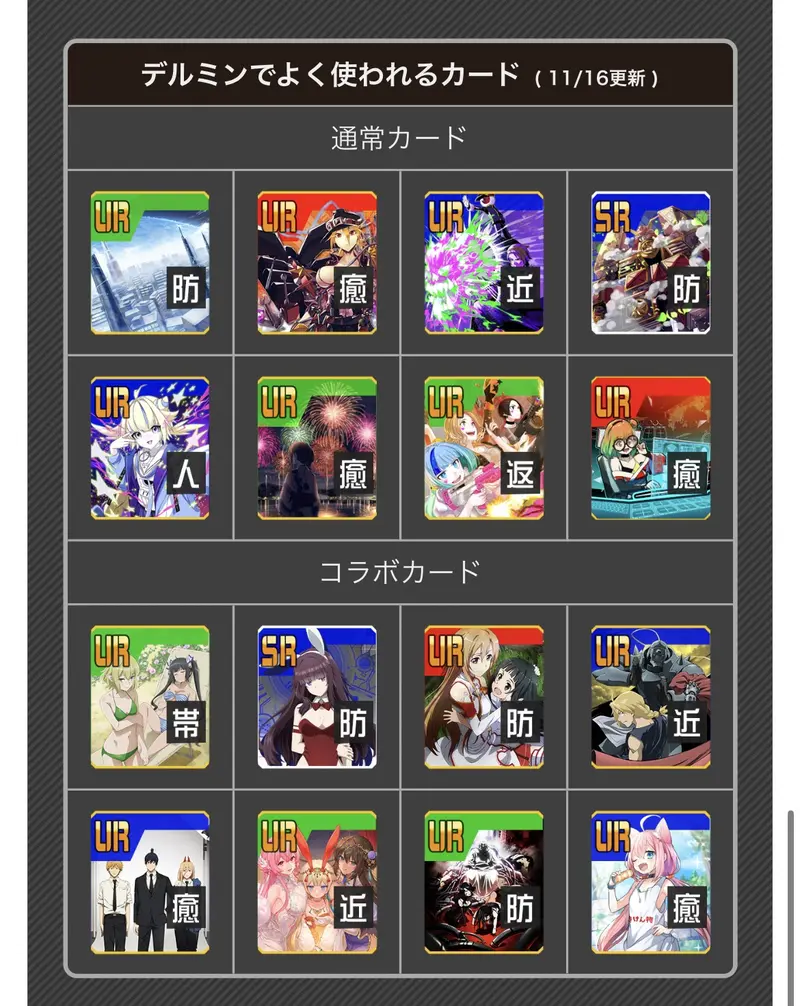 デルミンでよく使われるカード ( 11/16更新 )
通常カード
UR UR UR SR
防 癒 近 防
UR UR UR UR
人 癒 返 癒
コラボカード
UR SR UR UR
帯 防 防 近
UR UR UR UR
癒 近 防 癒
けん物